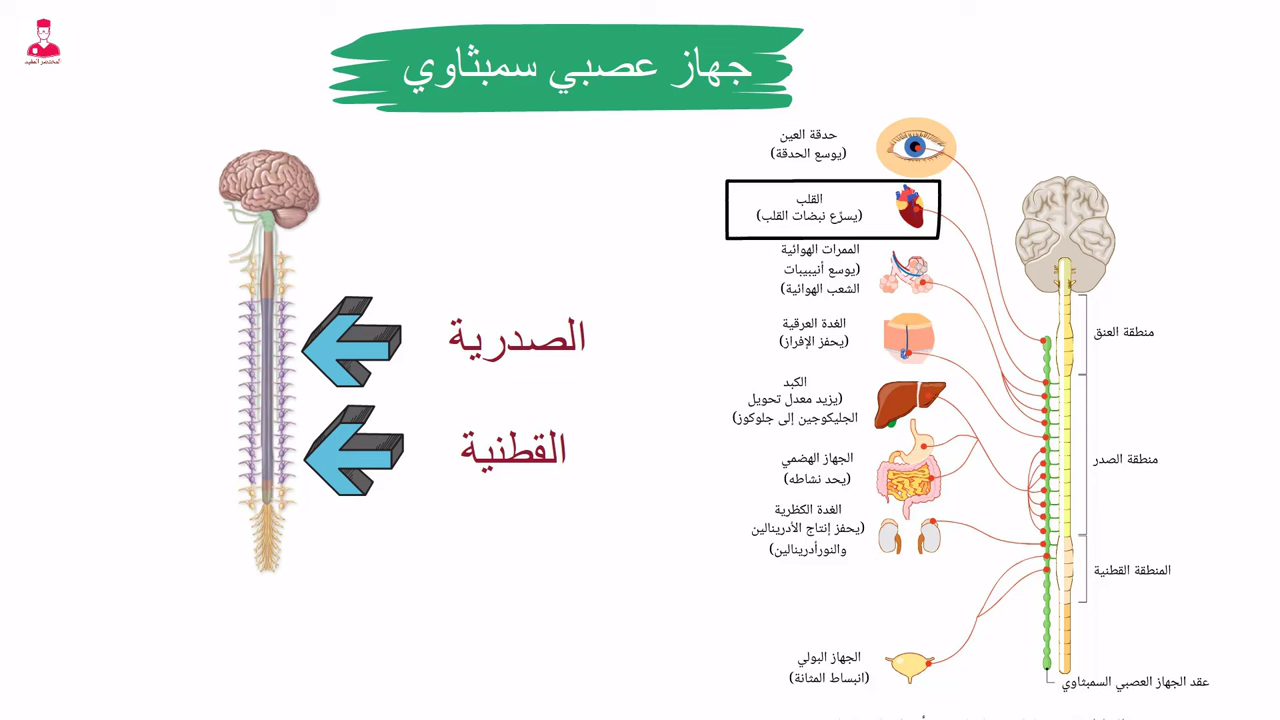 المختصر المفيد
جهاز عصبي سمبثاوي
حدقة العين
(يوسع الحدقة)
القلب
(يسرّع نبضات القلب)
الممرات الهوائية
(يوسع أنيبيبات
الشعب الهوائية)
الغدة العرقية
(يحفز الإفراز)
الكبد
(يزيد معدل تحويل
الجليكوجين إلى جلوكوز)
الجهاز الهضمي
(يحد نشاطه)
الغدة الكظرية
(يحفز إنتاج الأدرينالين
والنورأدرينالين)
الجهاز البولي
(انبساط المثانة)
منطقة العنق
منطقة الصدر
المنطقة القطنية
عقد الجهاز العصبي السمبثاوي
الصدرية
القطنية